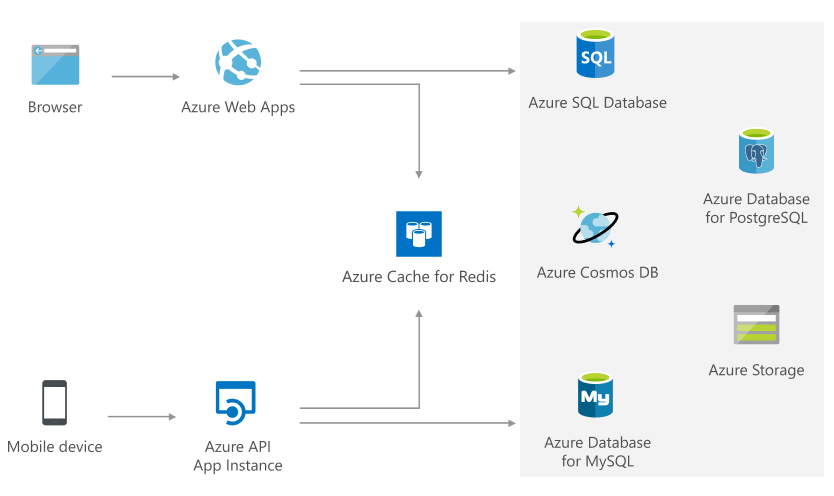 SQL
Browser
Azure Web Apps
Azure SQL Database
Azure Database
for PostgreSQL
Azure Cache for Redis
Azure Cosmos DB
Azure Storage
My
Mobile device
Azure API
App Instance
Azure Database
for MySQL